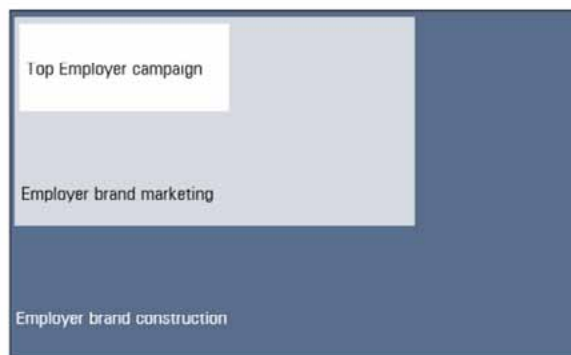 Top Employer campaign
Employer brand marketing
Employer brand construction